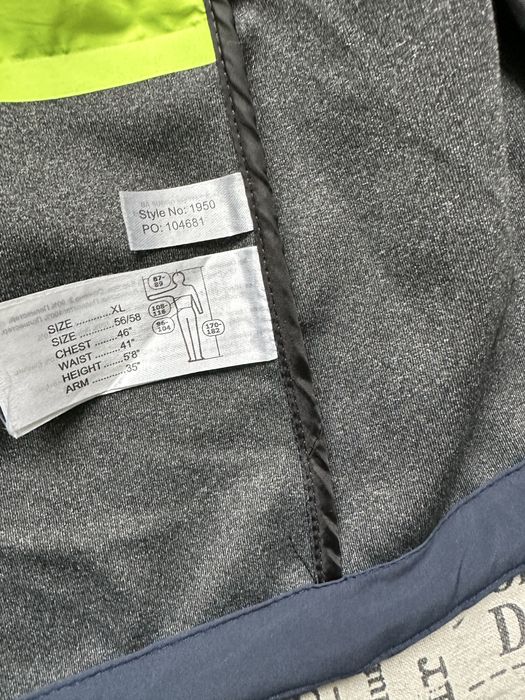 Style No: 1950
PO: 104681
SIZE ............XL
SIZE ............56/58
CHEST .......46"
WAIST ........41"
HEIGHT ......5'8"
ARM ............35"
87-
89
108-
116
96-
104
170-
182